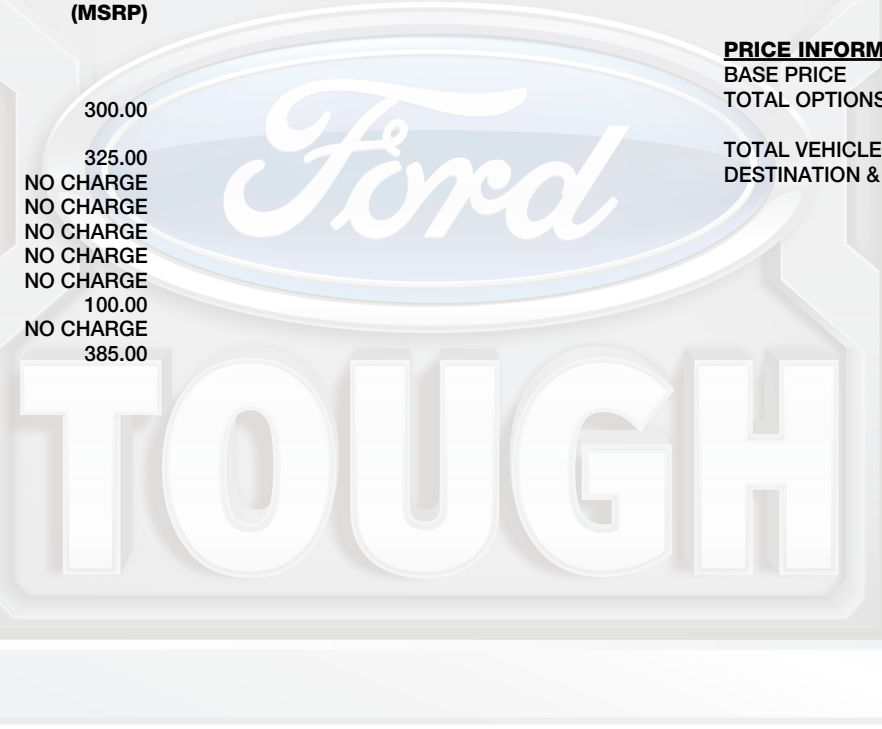 (MSRP)
300.00
325.00
NO CHARGE
NO CHARGE
NO CHARGE
NO CHARGE
NO CHARGE
100.00
NO CHARGE
385.00
PRICE INFORM
BASE PRICE
TOTAL OPTIONS
TOTAL VEHICLE
DESTINATION &
Ford
TOUGH